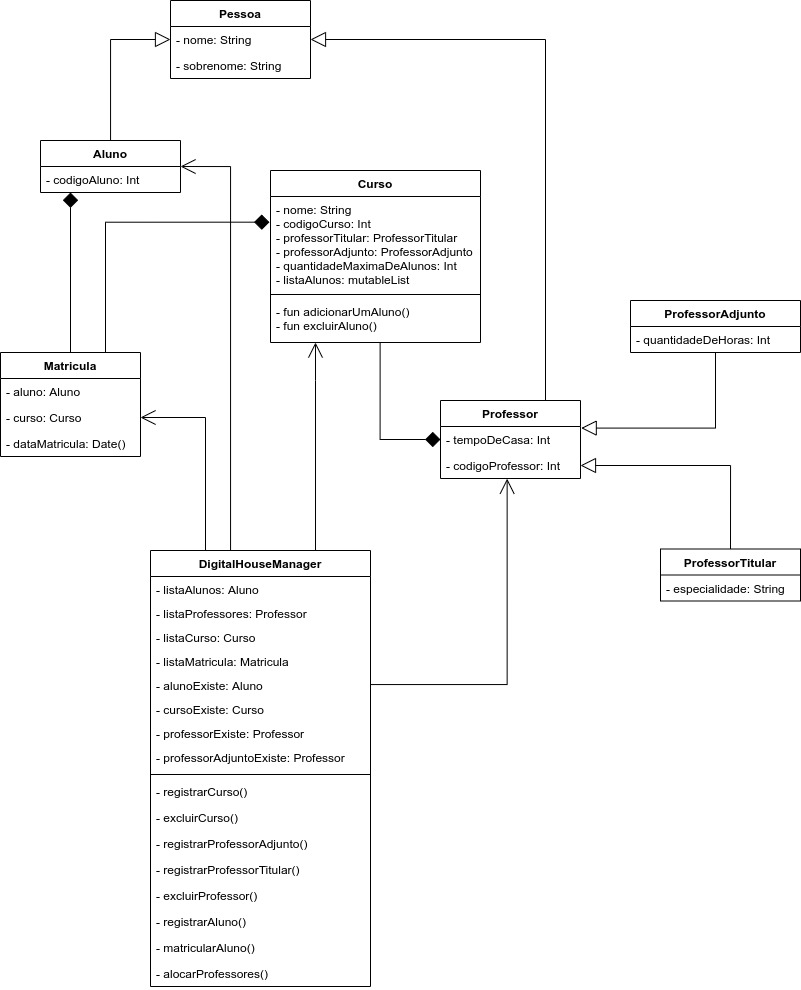 Pessoa
- nome: String
- sobrenome: String
Aluno
- codigoAluno: Int
Curso
- nome: String
- codigoCurso: Int
- professorTitular: ProfessorTitular
- professorAdjunto: ProfessorAdjunto
- quantidadeMaximaDeAlunos: Int
- listaAlunos: mutableList
- fun adicionarUmAluno()
- fun excluirAluno()
ProfessorAdjunto
- quantidadeDeHoras: Int
Matricula
- aluno: Aluno
- curso: Curso
- dataMatricula: Date()
Professor
- tempoDeCasa: Int
- codigoProfessor: Int
ProfessorTitular
- especialidade: String
DigitalHouseManager
- listaAlunos: Aluno
- listaProfessores: Professor
- listaCurso: Curso
- listaMatricula: Matricula
- alunoExiste: Aluno
- cursoExiste: Curso
- professorExiste: Professor
- professorAdjuntoExiste: Professor
- registrarCurso()
- excluirCurso()
- registrarProfessorAdjunto()
- registrarProfessorTitular()
- excluirProfessor()
- registrarAluno()
- matricularAluno()
- alocarProfessores()